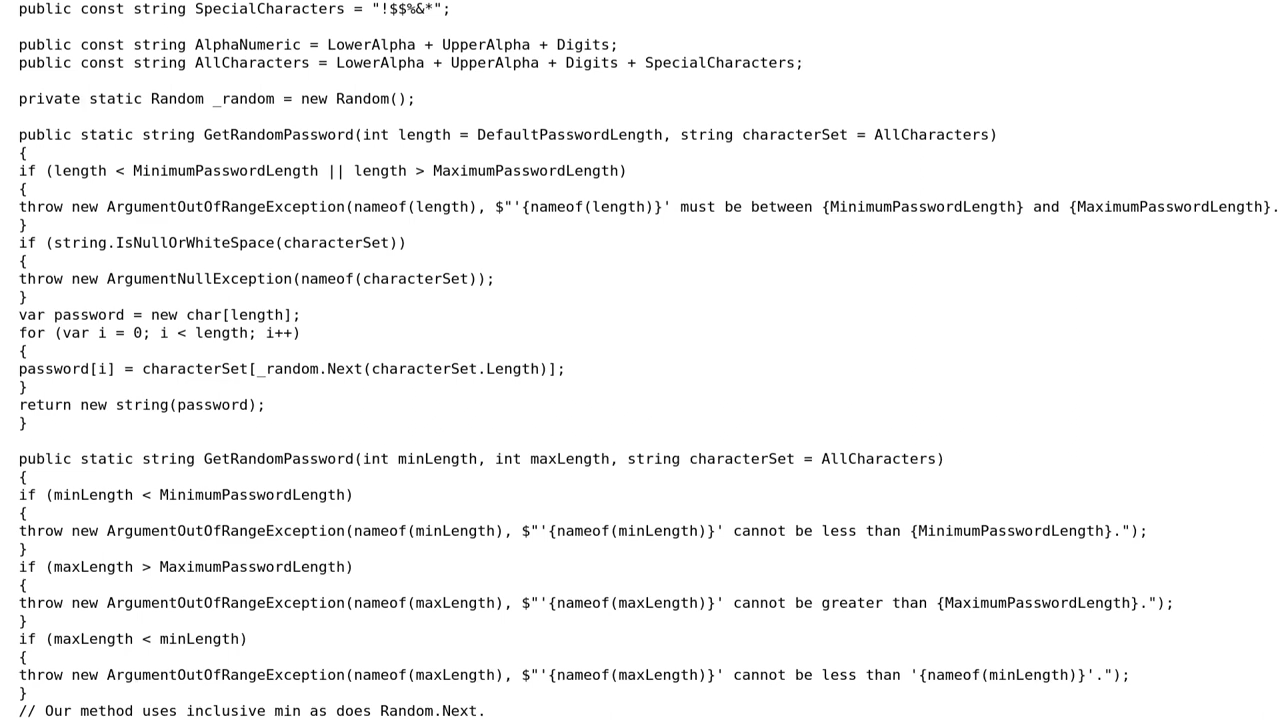 public const string SpecialCharacters = "!$$%&*";
public const string AlphaNumeric = LowerAlpha + UpperAlpha + Digits;
public const string AllCharacters = LowerAlpha + UpperAlpha + Digits + SpecialCharacters;
private static Random _random = new Random();
public static string GetRandomPassword(int length = DefaultPasswordLength, string characterSet = AllCharacters)
{
if (length < MinimumPasswordLength || length > MaximumPasswordLength)
{
throw new ArgumentOutOfRangeException(nameof(length), $"'{nameof(length)}' must be between {MinimumPasswordLength} and {MaximumPasswordLength}.
}
if (string.IsNullOrWhiteSpace(characterSet))
{
throw new ArgumentNullException(nameof(characterSet));
}
var password = new char[length];
for (var i = 0; i < length; i++)
{
password[i] = characterSet[_random.Next(characterSet.Length)];
}
return new string(password);
}
public static string GetRandomPassword(int minLength, int maxLength, string characterSet = AllCharacters)
{
if (minLength < MinimumPasswordLength)
{
throw new ArgumentOutOfRangeException(nameof(minLength), $"'{nameof(minLength)}' cannot be less than {MinimumPasswordLength}.");
}
if (maxLength > MaximumPasswordLength)
{
throw new ArgumentOutOfRangeException(nameof(maxLength), $"'{nameof(maxLength)}' cannot be greater than {MaximumPasswordLength}.");
}
if (maxLength < minLength)
{
throw new ArgumentOutOfRangeException(nameof(maxLength), $"'{nameof(maxLength)}' cannot be less than '{nameof(minLength)}'.");
}
// Our method uses inclusive min as does Random.Next.